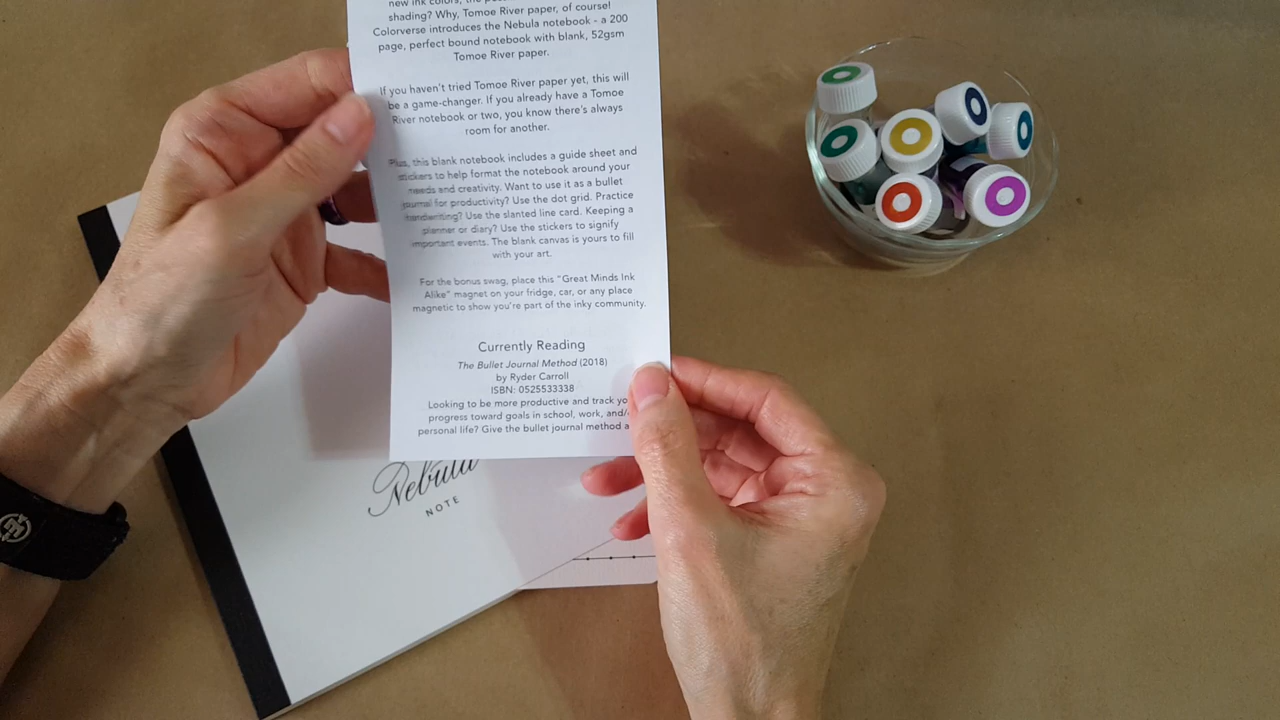 new ink colors, the
shading? Why, Tomoe River paper, of course!
Colorverse introduces the Nebula notebook - a 200
page, perfect bound notebook with blank, 52gsm
Tomoe River paper.
If you haven't tried Tomoe River paper yet, this will
be a game-changer. If you already have a Tomoe
River notebook or two, you know there's always
room for another.
Plus, this blank notebook includes a guide sheet and
stickers to help format the notebook around your
needs and creativity. Want to use it as a bullet
journal for productivity? Use the dot grid. Practice
handwriting? Use the slanted line card. Keeping a
planner or diary? Use the stickers to signify
important events. The blank canvas is yours to fill
with your art.
For the bonus swag, place this "Great Minds Ink
Alike" magnet on your fridge, car, or any place
magnetic to show you're part of the inky community.
Currently Reading
The Bullet Journal Method (2018)
by Ryder Carroll
ISBN: 0525533338
Looking to be more productive and track yo
progress toward goals in school, work, and/
personal life? Give the bullet journal method a
Nebula
NOTE